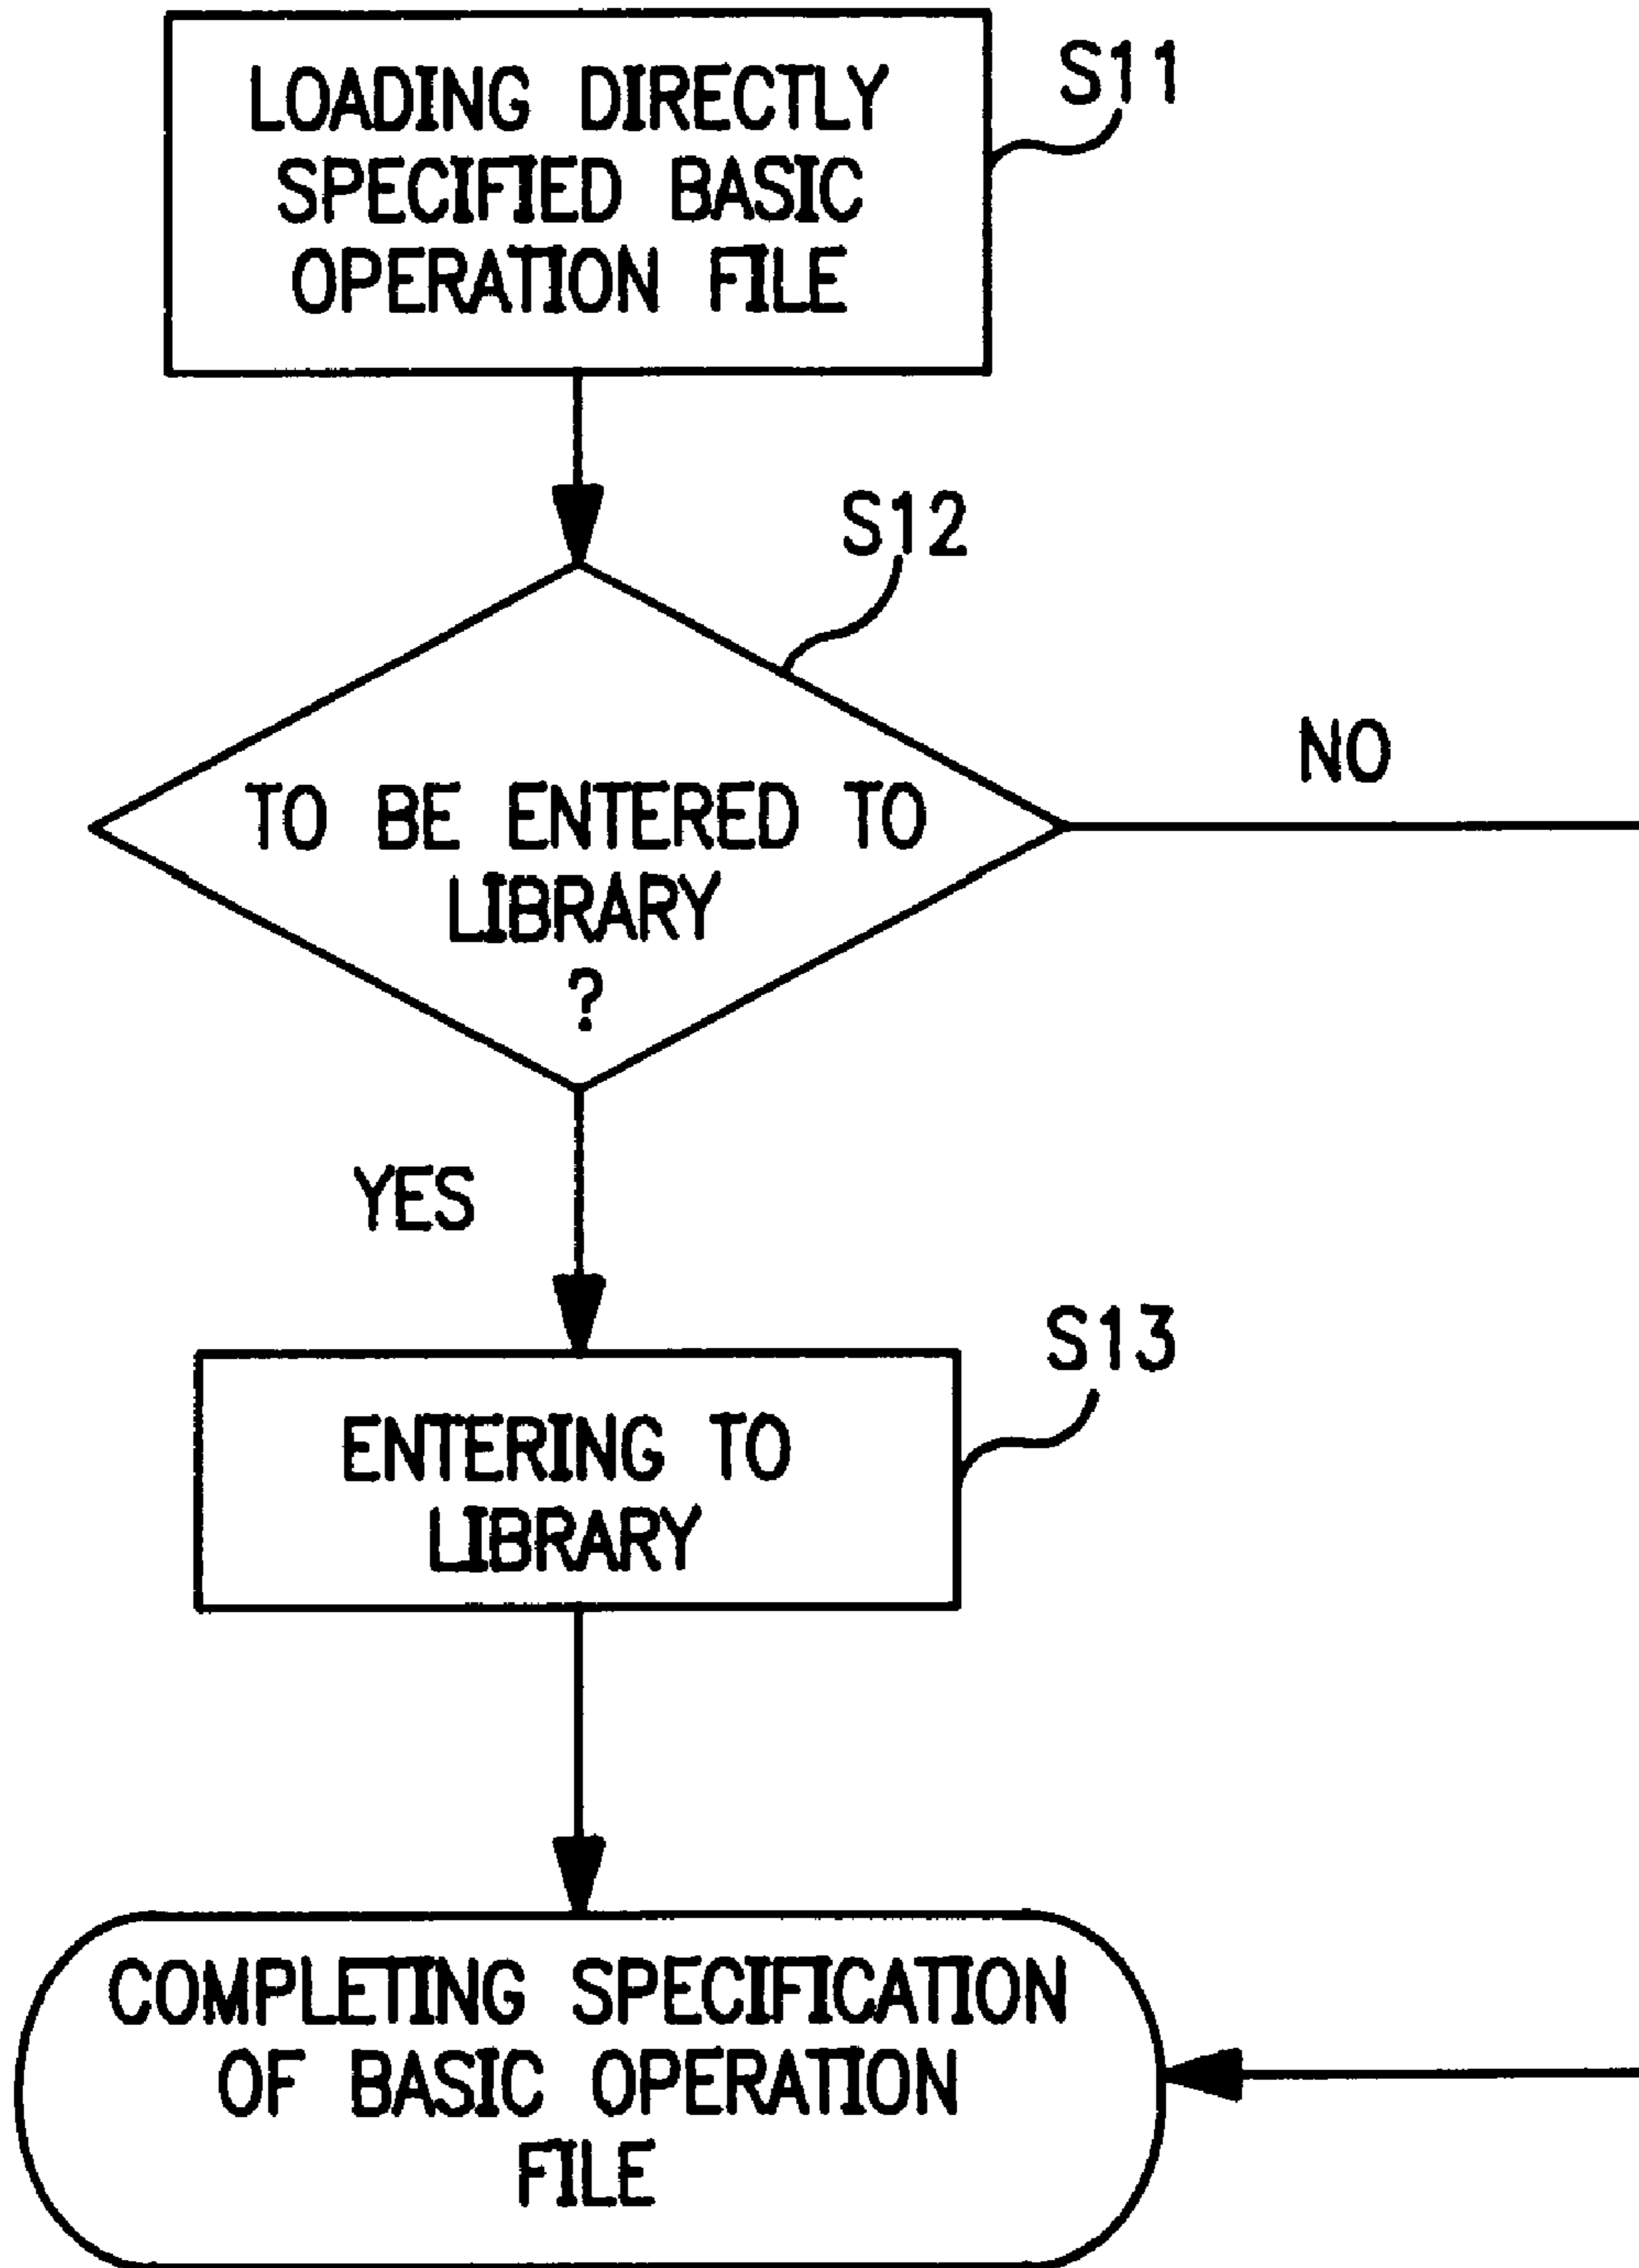 LOADING DIRECTLY
SPECIFIED BASIC
OPERATION FILE
S11
S12
TO BE ENTERED TO
LIBRARY
?
NO
YES
S13
ENTERING TO
LIBRARY
COMPLETING SPECIFICATION
OF BASIC OPERATION
FILE